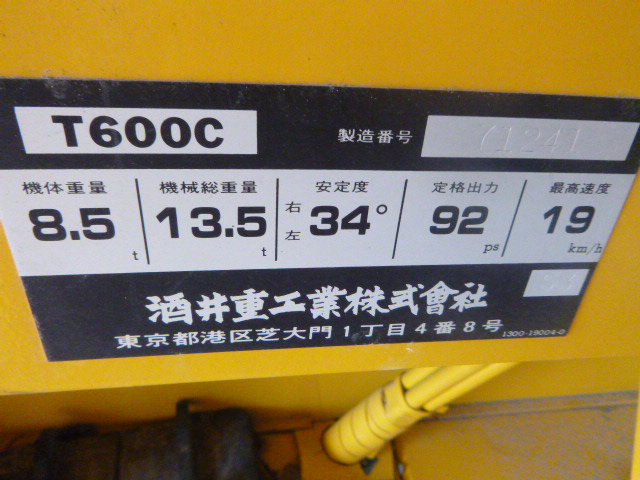 T600C 製造番号 71241
機体重量 機械総重量 安定度 定格出力 最高速度
8.5 t 13.5 t 右左 34° 92 ps 19 km/h
酒井重工業株式會社
東京都港区芝大門1丁目4番8号 1300-19004-0